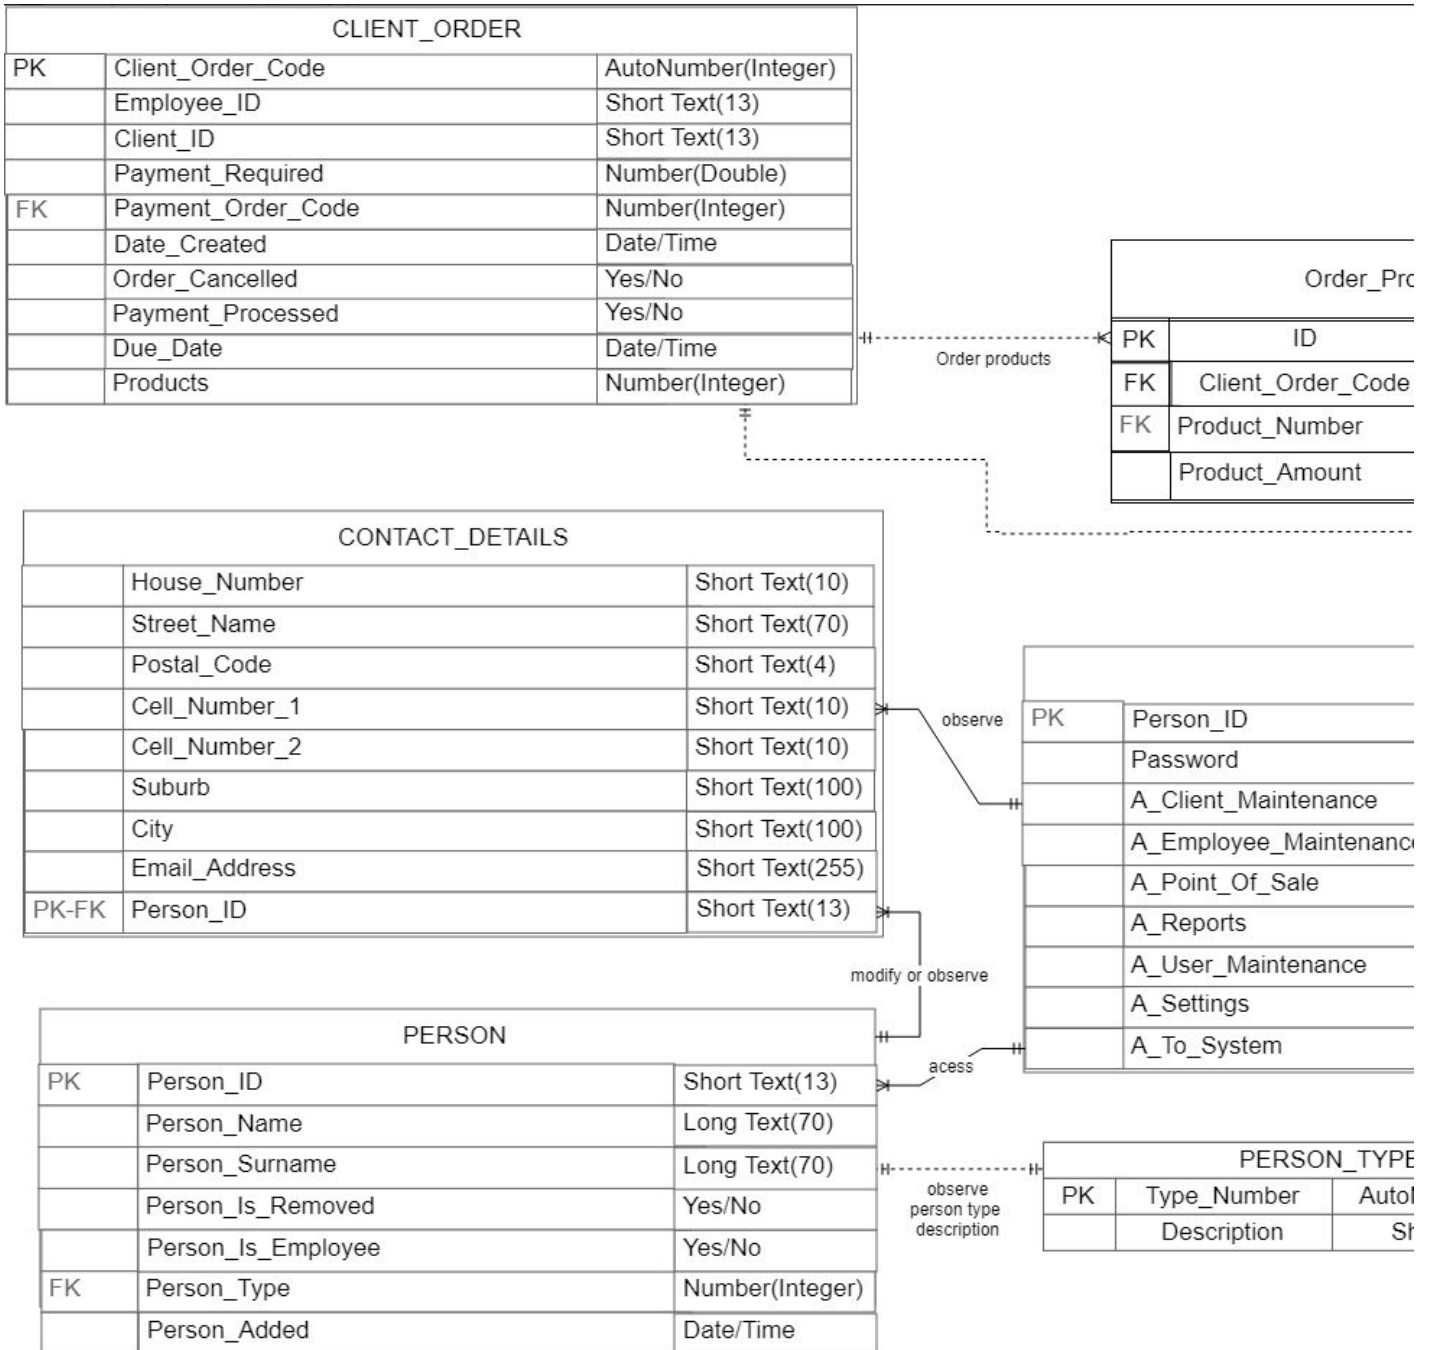 CLIENT_ORDER
PK Client_Order_Code AutoNumber(Integer)
Employee_ID Short Text(13)
Client_ID Short Text(13)
Payment_Required Number(Double)
FK Payment_Order_Code Number(Integer)
Date_Created Date/Time
Order_Cancelled Yes/No
Payment_Processed Yes/No
Due_Date Date/Time
Products Number(Integer)
Order products
Order_Pro
PK ID
FK Client_Order_Code
FK Product_Number
Product_Amount
CONTACT_DETAILS
House_Number Short Text(10)
Street_Name Short Text(70)
Postal_Code Short Text(4)
Cell_Number_1 Short Text(10)
Cell_Number_2 Short Text(10)
Suburb Short Text(100)
City Short Text(100)
Email_Address Short Text(255)
PK-FK Person_ID Short Text(13)
observe
PK Person_ID
Password
A_Client_Maintenance
A_Employee_Maintenance
A_Point_Of_Sale
A_Reports
A_User_Maintenance
A_Settings
A_To_System
modify or observe
acess
PERSON
PK Person_ID Short Text(13)
Person_Name Long Text(70)
Person_Surname Long Text(70)
Person_Is_Removed Yes/No
Person_Is_Employee Yes/No
FK Person_Type Number(Integer)
Person_Added Date/Time
observe
person type
description
PERSON_TYPE
PK Type_Number
Description